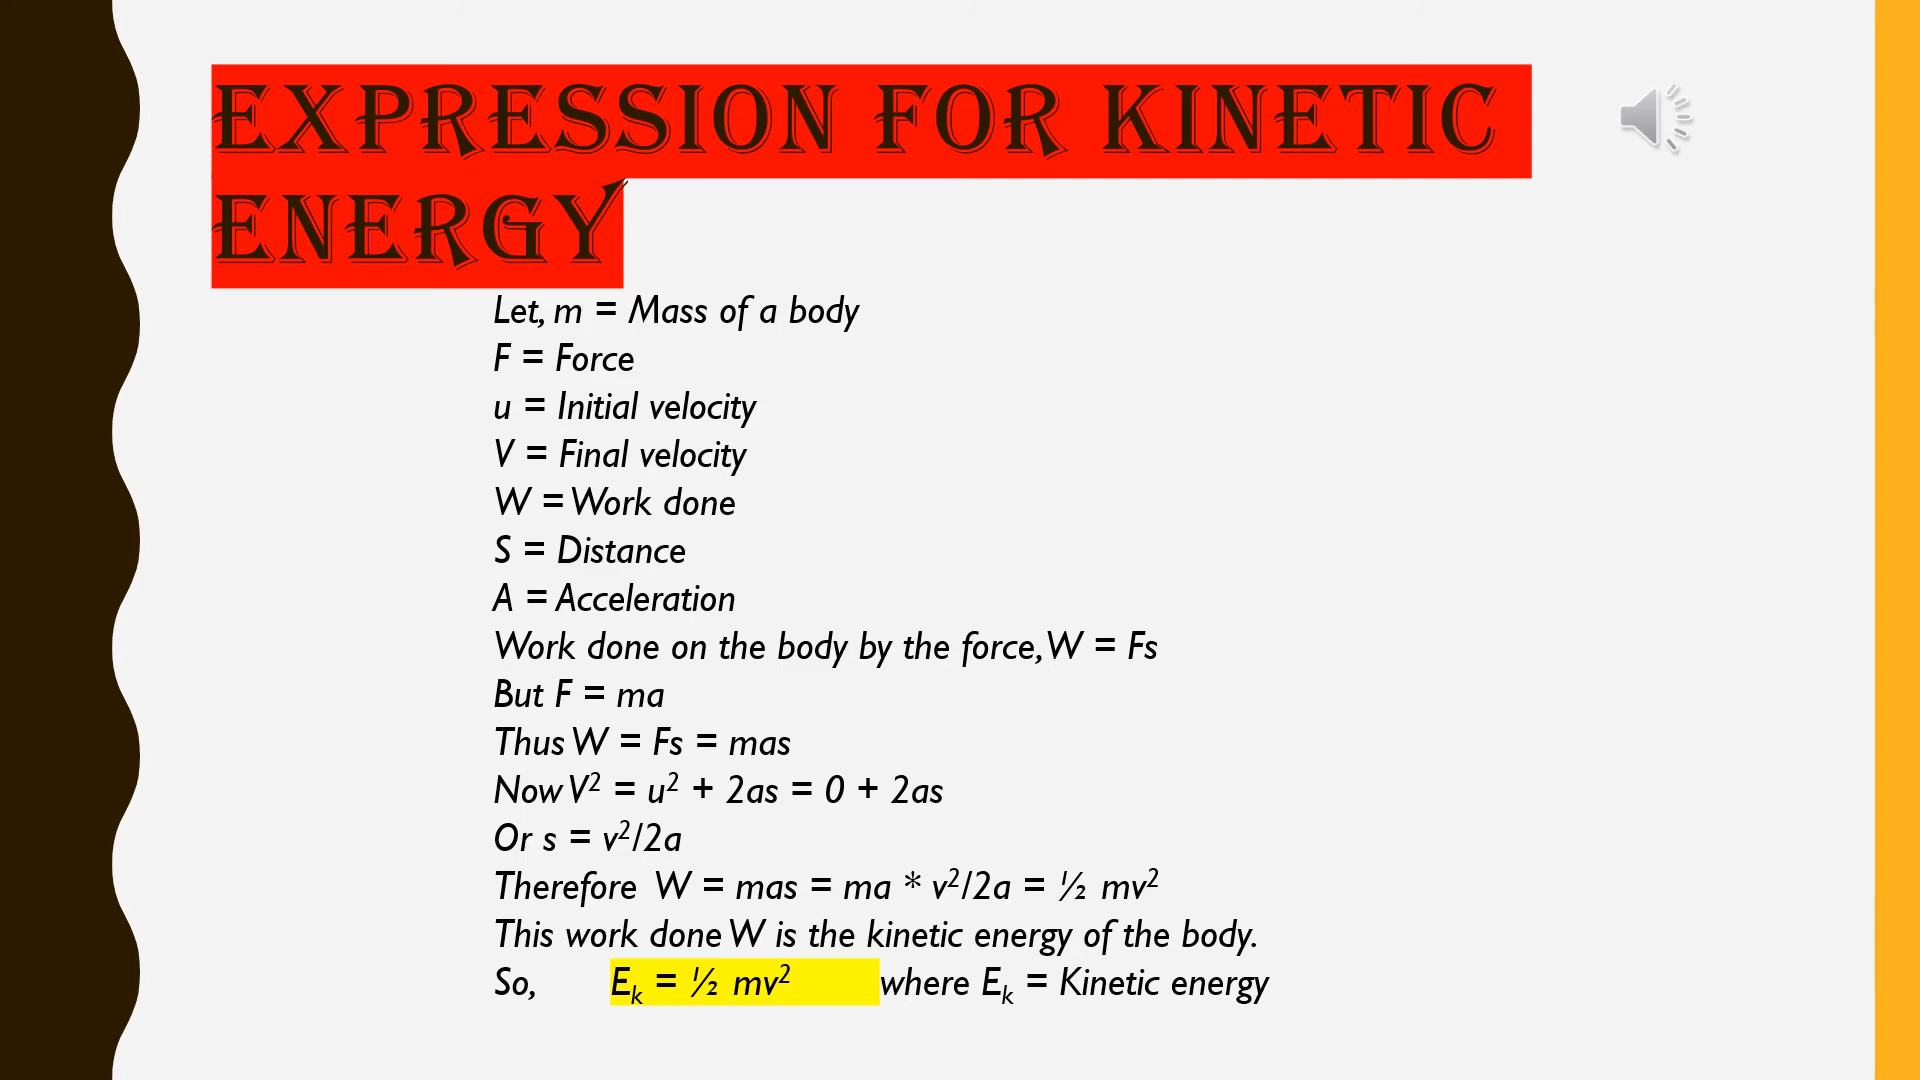 EXPRESSION FOR KINETIC
ENERGY
Let, m = Mass of a body
F = Force
u = Initial velocity
V = Final velocity
W = Work done
S = Distance
A = Acceleration
Work done on the body by the force, W = Fs
But F = ma
Thus W = Fs = mas
Now V² = u² + 2as = 0 + 2as
Or s = v²/2a
Therefore W = mas = ma * v²/2a = ½ mv²
This work done W is the kinetic energy of the body.
So, Eₖ = ½ mv² where Eₖ = Kinetic energy